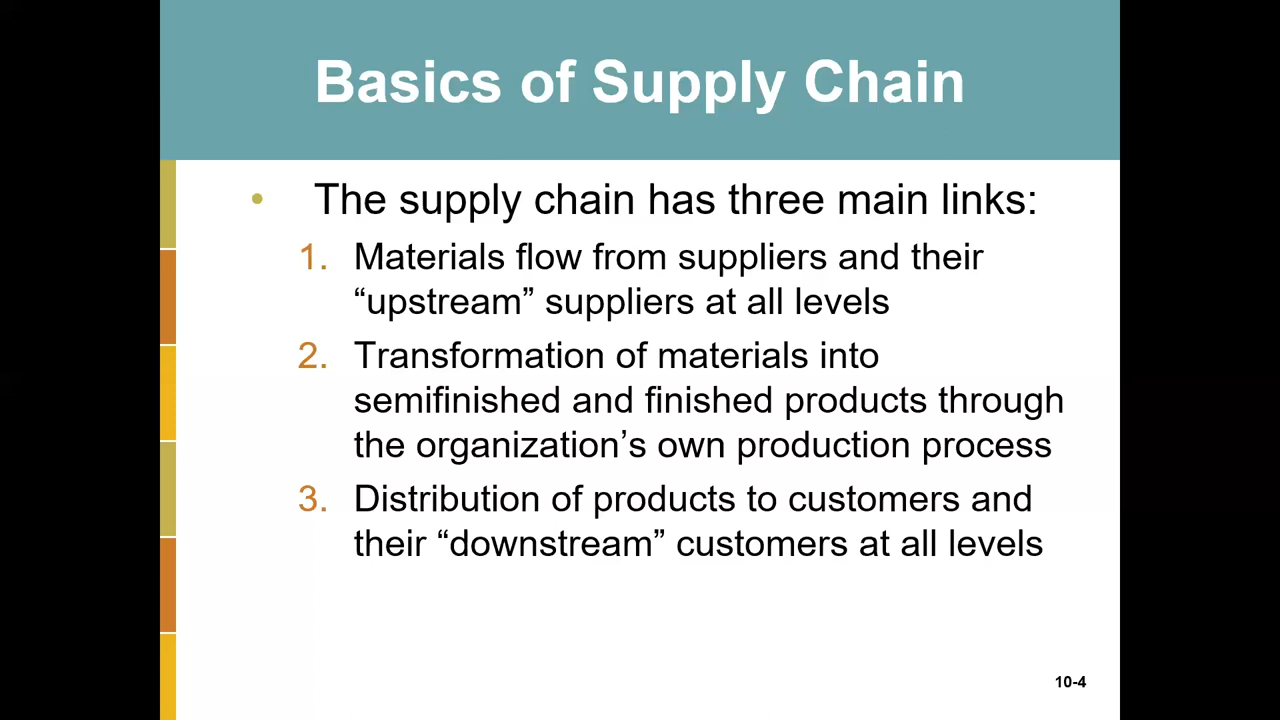 Basics of Supply Chain
• The supply chain has three main links:
1. Materials flow from suppliers and their
“upstream” suppliers at all levels
2. Transformation of materials into
semifinished and finished products through
the organization’s own production process
3. Distribution of products to customers and
their “downstream” customers at all levels
10-4